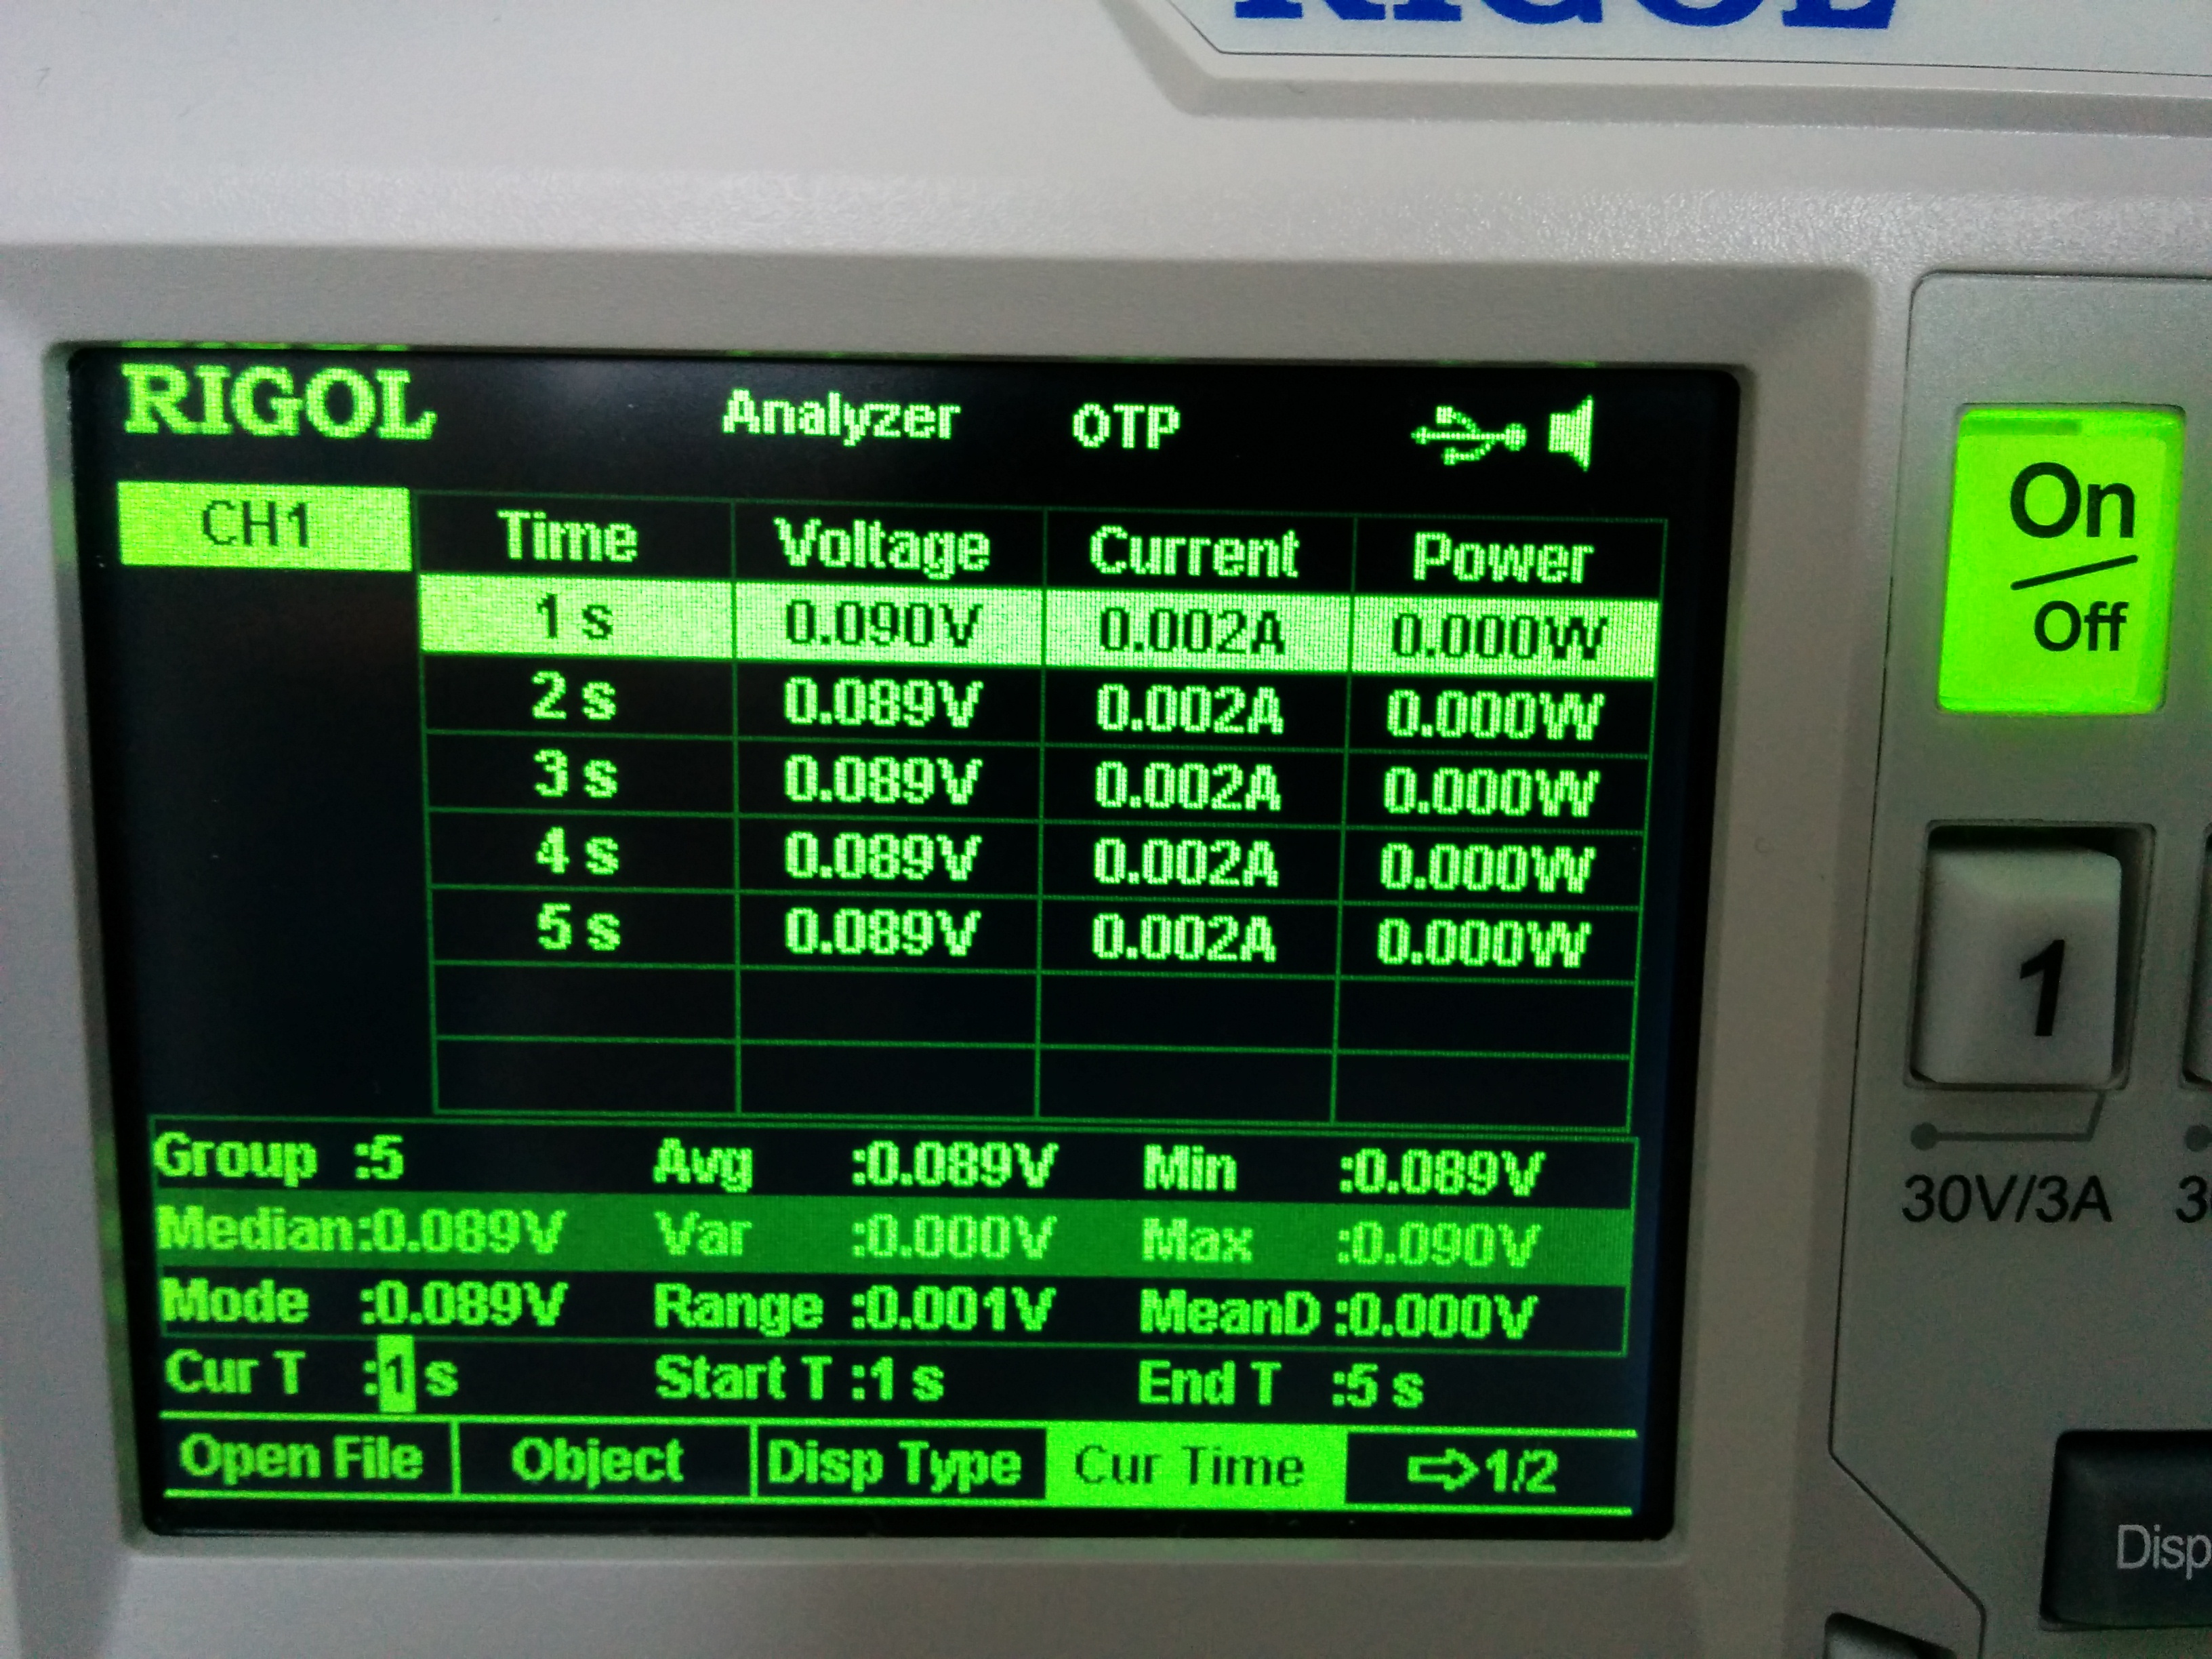 RIGOL
RIGOL
Analyzer OTP
CH1
Time Voltage Current Power
1 s 0.090V 0.002A 0.000W
2 s 0.089V 0.002A 0.000W
3 s 0.089V 0.002A 0.000W
4 s 0.089V 0.002A 0.000W
5 s 0.089V 0.002A 0.000W
Group :5 Avg :0.089V Min :0.089V
Median:0.089V Var :0.000V Max :0.090V
Mode :0.089V Range :0.001V MeanD :0.000V
Cur T :1 s Start T :1 s End T :5 s
Open File Object Disp Type Cur Time 1/2
On
Off
1
30V/3A 3
Disp